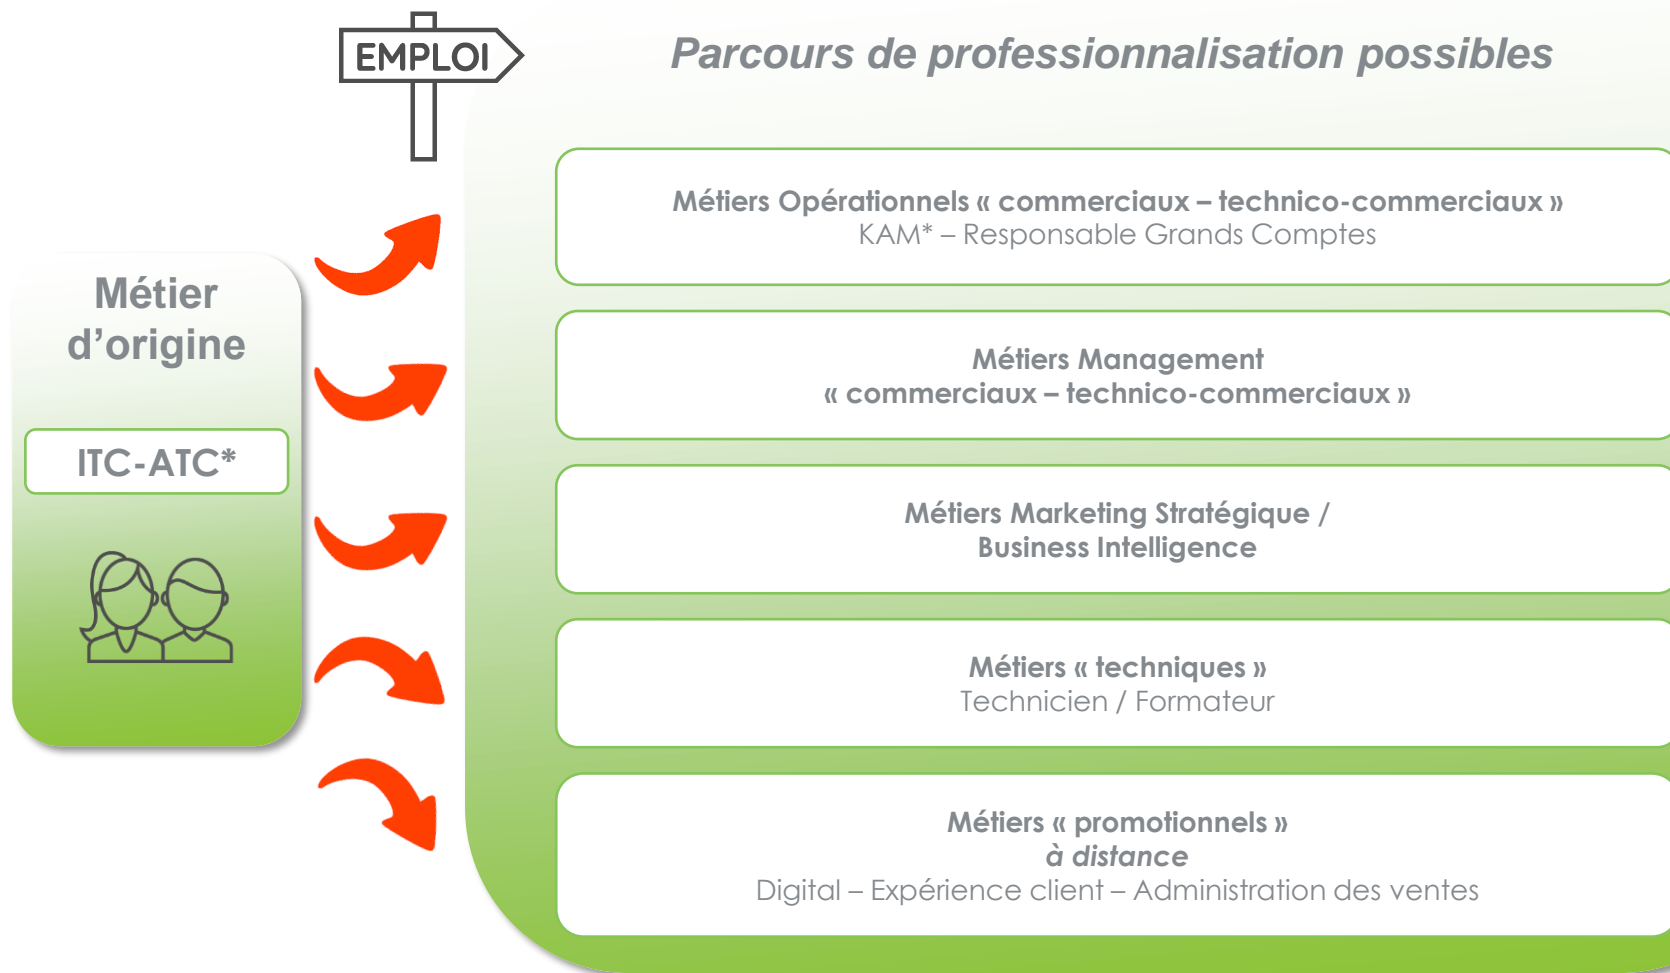 EMPLOI
Parcours de professionnalisation possibles
Métier
d’origine
ITC-ATC*
Métiers Opérationnels « commerciaux – technico-commerciaux »
KAM* – Responsable Grands Comptes
Métiers Management
« commerciaux – technico-commerciaux »
Métiers Marketing Stratégique /
Business Intelligence
Métiers « techniques »
Technicien / Formateur
Métiers « promotionnels »
à distance
Digital – Expérience client – Administration des ventes